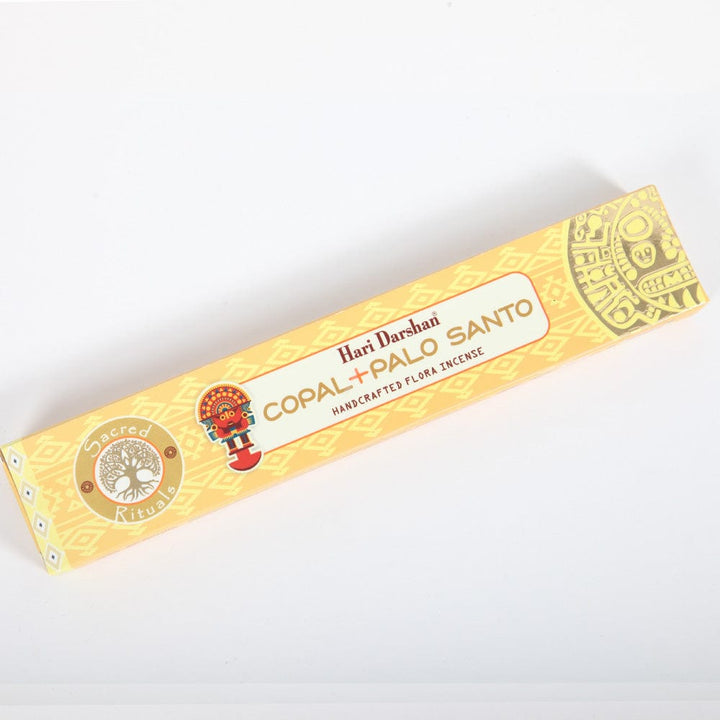 Sacred
Rituals
Hari Darshan®
COPAL+PALO SANTO
HANDCRAFTED FLORA INCENSE